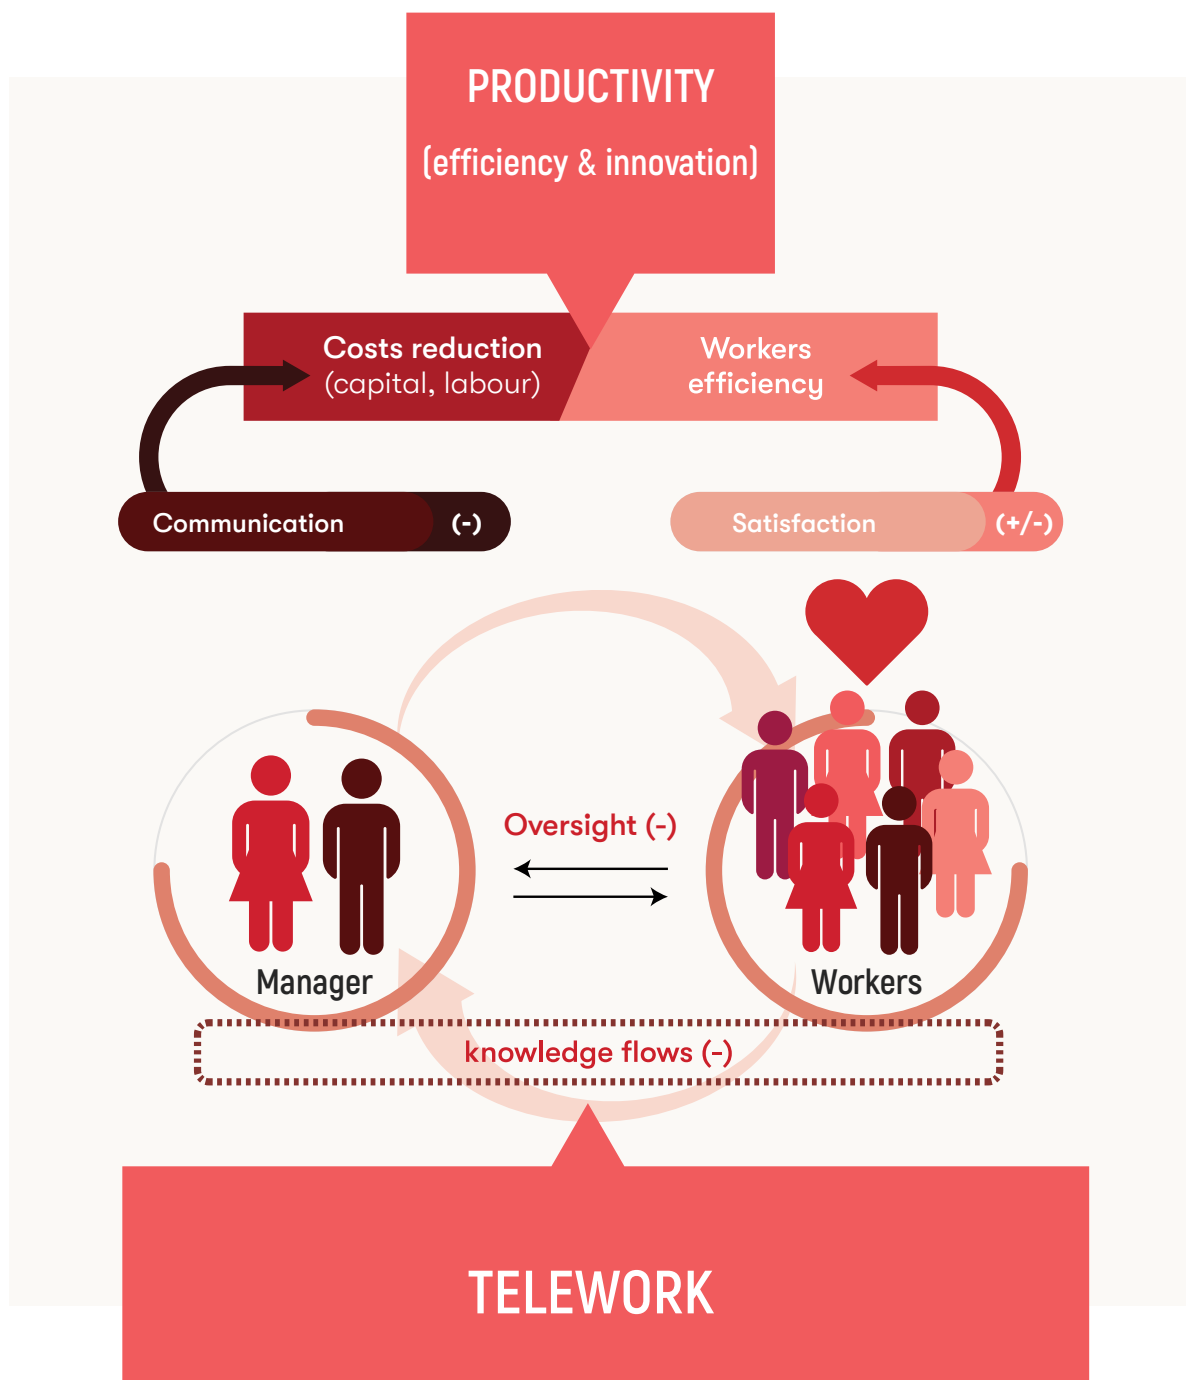 PRODUCTIVITY
(efficiency & innovation)
Costs reduction
(capital, labour)
Workers
efficiency
Communication
(-)
Satisfaction
(+/-)
Oversight (-)
Manager
Workers
knowledge flows (-)
TELEWORK